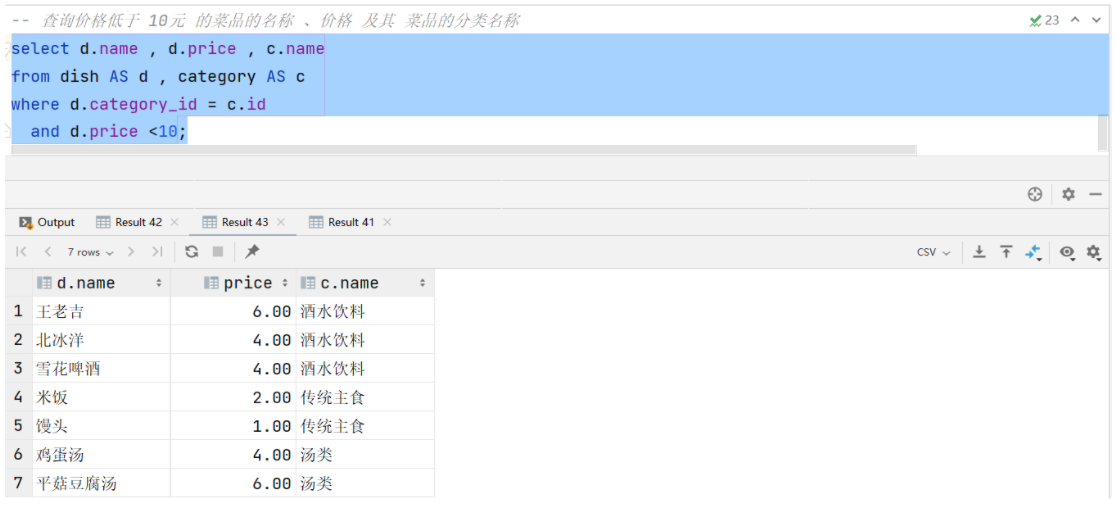 -- 查询价格低于 10元 的菜品的名称 、价格 及其 菜品的分类名称
23
select d.name , d.price , c.name
from dish AS d , category AS c
where d.category_id = c.id
and d.price <10;
Output Result 42 Result 43 Result 41
7 rows CSV
d.name price c.name
1 王老吉 6.00 酒水饮料
2 北冰洋 4.00 酒水饮料
3 雪花啤酒 4.00 酒水饮料
4 米饭 2.00 传统主食
5 馒头 1.00 传统主食
6 鸡蛋汤 4.00 汤类
7 平菇豆腐汤 6.00 汤类